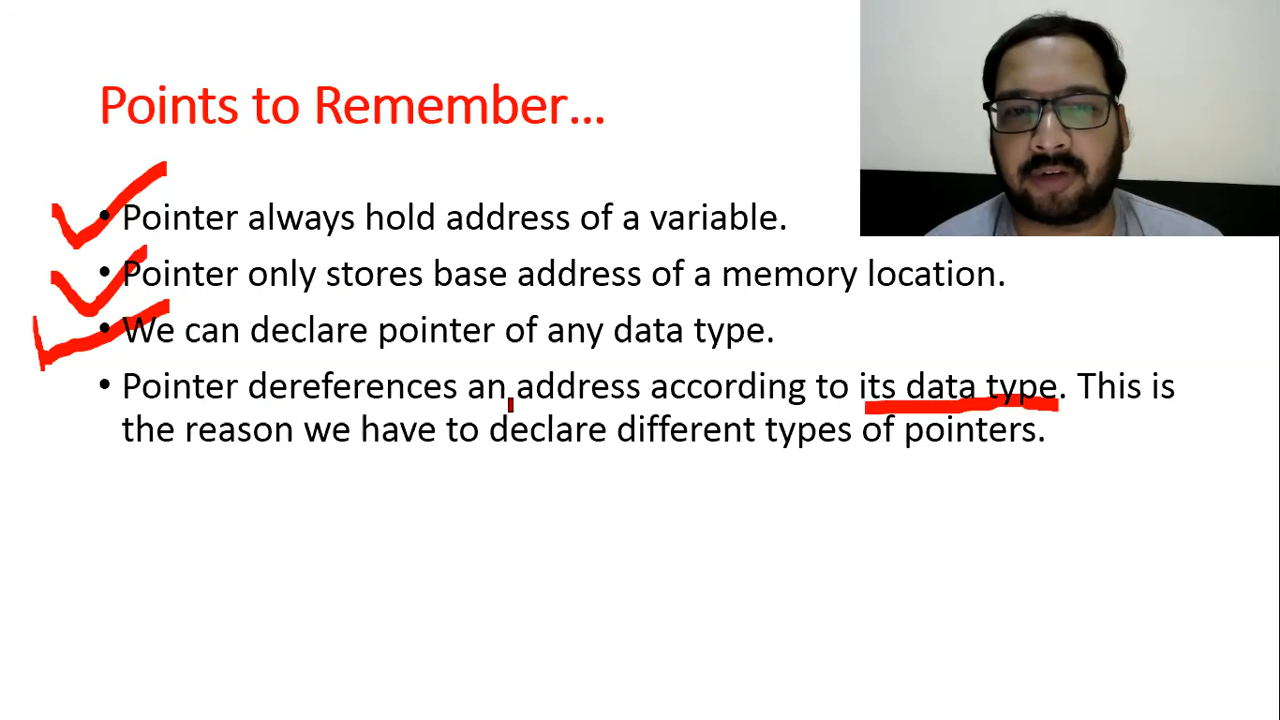 Points to Remember...
• Pointer always hold address of a variable.
• Pointer only stores base address of a memory location.
• We can declare pointer of any data type.
• Pointer dereferences an address according to its data type. This is
the reason we have to declare different types of pointers.